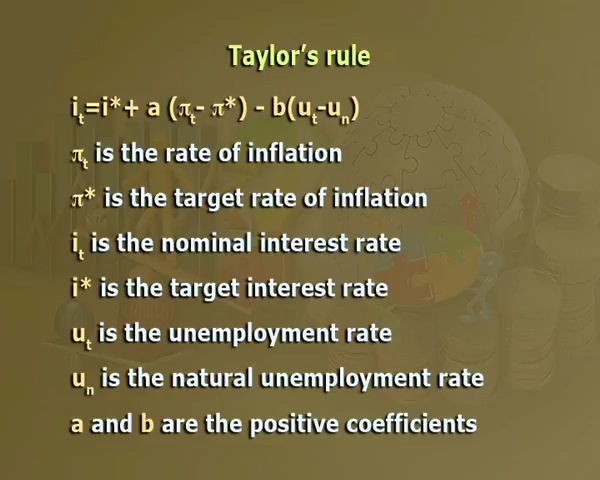 Taylor's rule
iₜ=i*+ a (πₜ- π*) - b(uₜ-uₙ)
πₜ is the rate of inflation
π* is the target rate of inflation
iₜ is the nominal interest rate
i* is the target interest rate
uₜ is the unemployment rate
uₙ is the natural unemployment rate
a and b are the positive coefficients